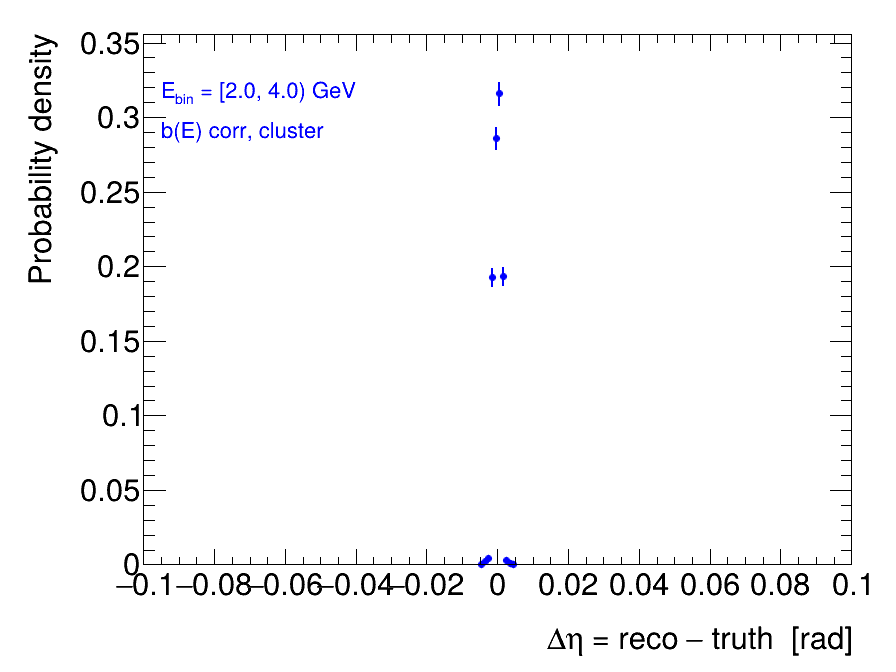 Probability density
0.35
0.3
0.25
0.2
0.15
0.1
0.05
0
E_bin = [2.0, 4.0) GeV
b(E) corr, cluster
−0.1 −0.08 −0.06 −0.04 −0.02 0 0.02 0.04 0.06 0.08 0.1
Δη = reco − truth [rad]